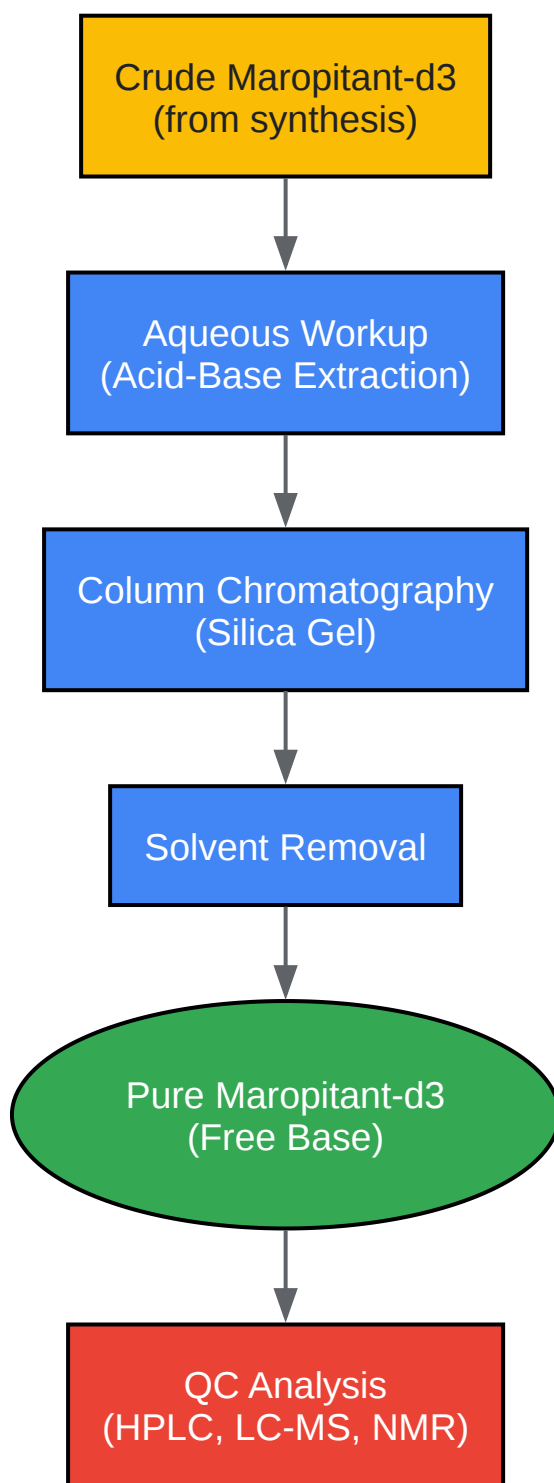 Crude Maropitant-d3
(from synthesis)
Aqueous Workup
(Acid-Base Extraction)
Column Chromatography
(Silica Gel)
Solvent Removal
Pure Maropitant-d3
(Free Base)
QC Analysis
(HPLC, LC-MS, NMR)